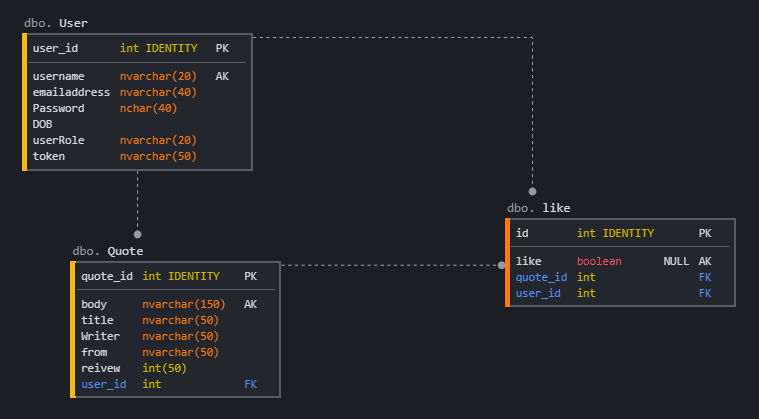 dbo. User
user_id int IDENTITY PK
username nvarchar(20) AK
emailaddress nvarchar(40)
Password nchar(40)
DOB
userRole nvarchar(20)
token nvarchar(50)
dbo. Quote
quote_id int IDENTITY PK
body nvarchar(150) AK
title nvarchar(50)
Writer nvarchar(50)
from nvarchar(50)
reivew int(50)
user_id int FK
dbo. like
id int IDENTITY PK
like boolean NULL AK
quote_id int FK
user_id int FK